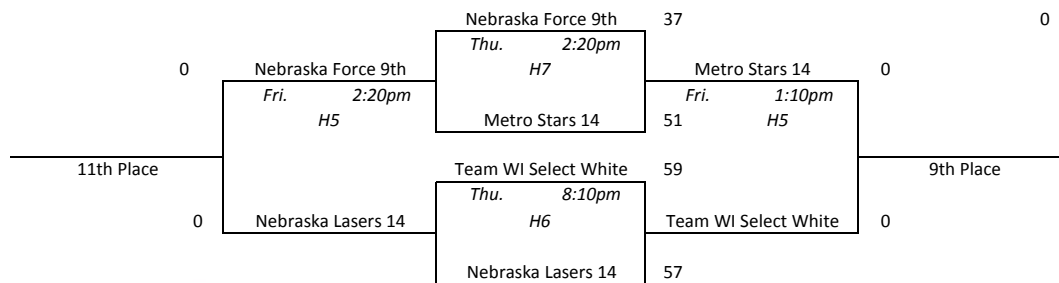 Nebraska Force 9th 37 0
Thu. 2:20pm
0 Nebraska Force 9th H7 Metro Stars 14 0
Fri. 2:20pm Fri. 1:10pm
H5 Metro Stars 14 51 H5
11th Place Team WI Select White 59 9th Place
Thu. 8:10pm
0 Nebraska Lasers 14 H6 Team WI Select White 0
Nebraska Lasers 14 57